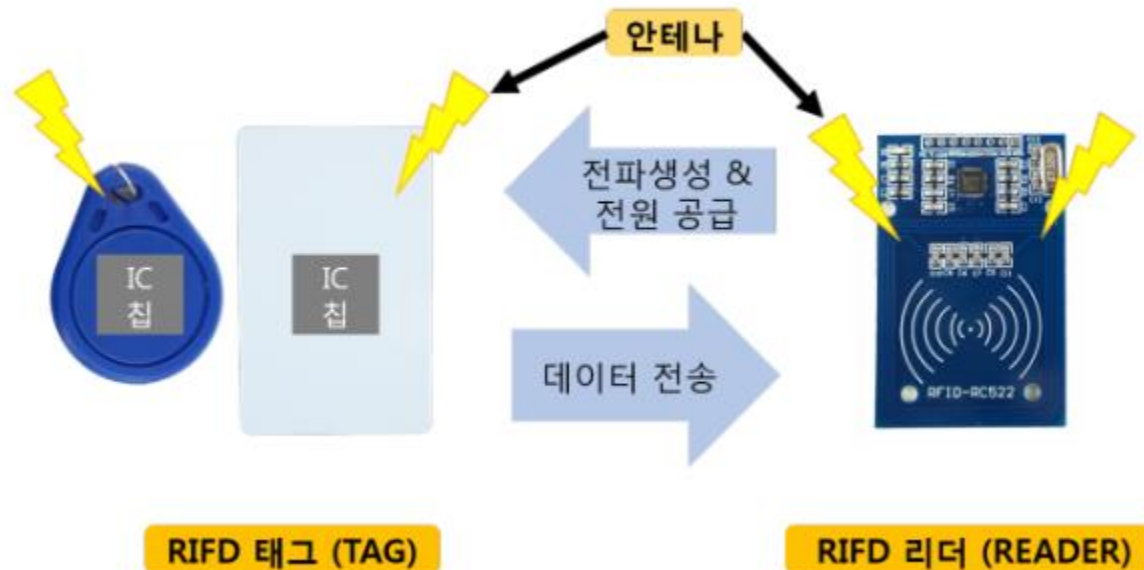 안테나
전파생성 &
전원 공급
IC
칩
IC
칩
데이터 전송
RFID-RC522
RIFD 태그 (TAG)
RIFD 리더 (READER)